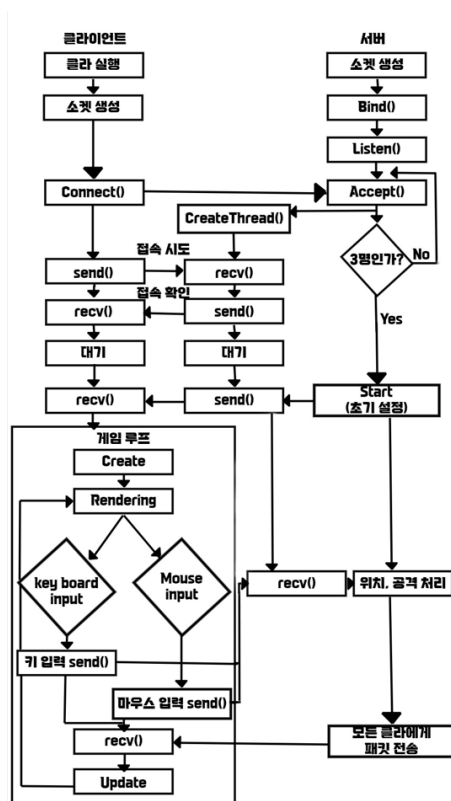 클라이언트
서버
클라 실행
소켓 생성
소켓 생성
Bind()
Listen()
Connect()
Accept()
CreateThread()
3명인가?
No
Yes
접속 시도
send()
recv()
접속 확인
recv()
send()
대기
대기
recv()
send()
Start
(초기 설정)
게임 루프
Create
Rendering
key board
input
Mouse
input
recv()
위치, 공격 처리
키 입력 send()
마우스 입력 send()
recv()
모든 클라에게
패킷 전송
Update